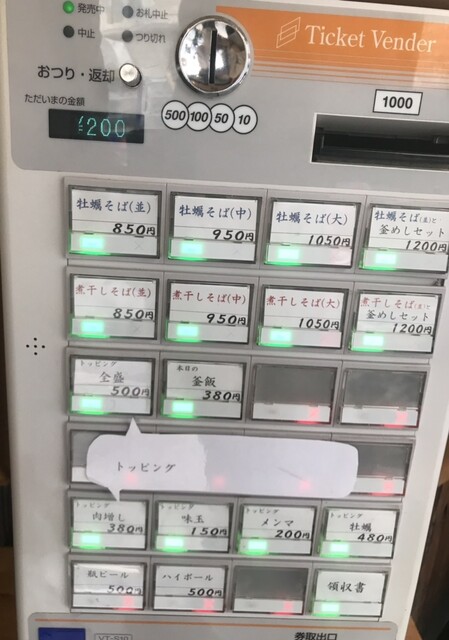 発売中 お札中止
中止 つり切れ
Ticket Vender
おつり・返却
ただいまの金額
1200
500 100 50 10
1000
牡蠣そば(並)
850円
牡蠣そば(中)
950円
牡蠣そば(大)
1050円
牡蠣そば(並)で
釜めしセット
1200円
煮干しそば(並)
850円
煮干しそば(中)
950円
煮干しそば(大)
1050円
煮干しそば(並)で
釜めしセット
1200円
トッピング
全盛
500円
本日の
釜飯
380円
トッピング
トッピング
肉増し
380円
トッピング
味玉
150円
トッピング
メンマ
200円
トッピング
牡蠣
480円
瓶ビール
500円
ハイボール
500円
領収書
VT-S10
券取出口